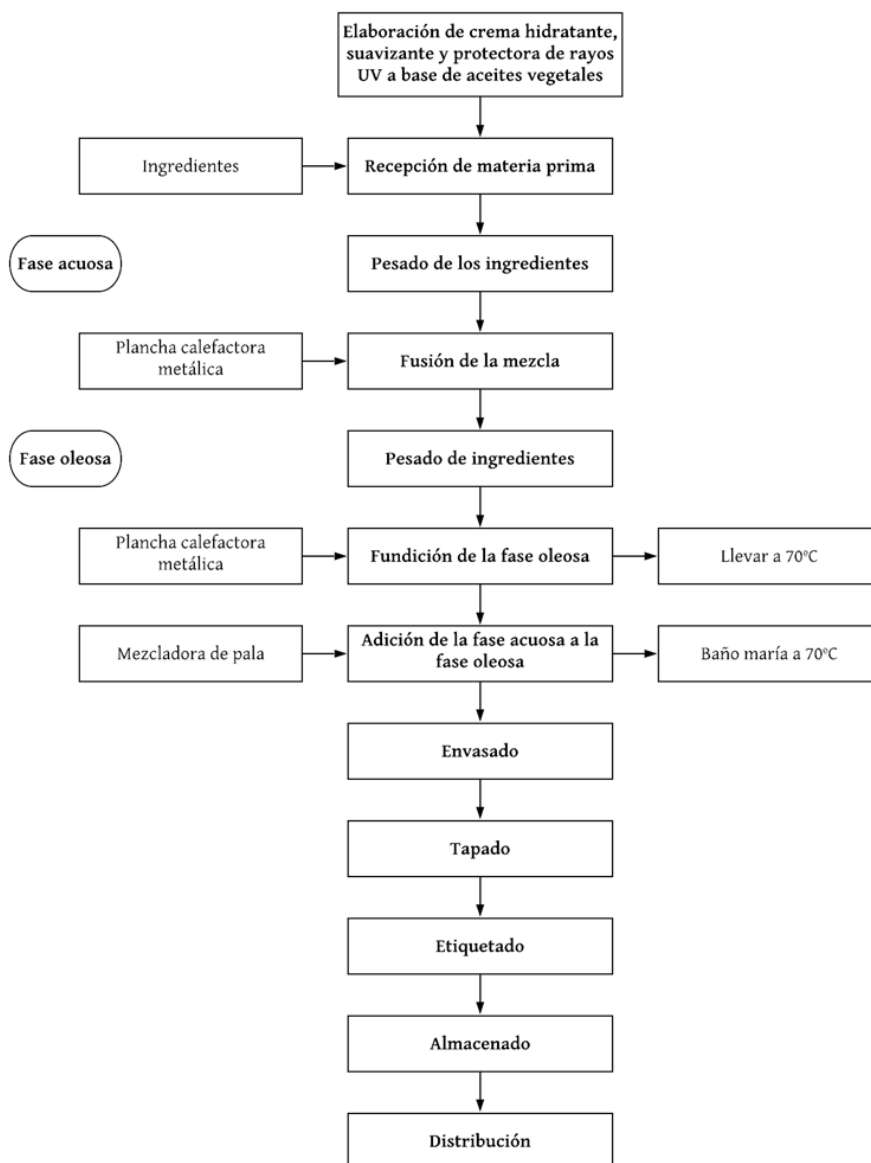 Elaboración de crema hidratante,
suavizante y protectora de rayos
UV a base de aceites vegetales
Ingredientes
Recepción de materia prima
Fase acuosa
Pesado de los ingredientes
Plancha calefactora
metálica
Fusión de la mezcla
Fase oleosa
Pesado de ingredientes
Plancha calefactora
metálica
Fundición de la fase oleosa
Llevar a 70ºC
Mezcladora de pala
Adición de la fase acuosa a la
fase oleosa
Baño maría a 70ºC
Envasado
Tapado
Etiquetado
Almacenado
Distribución